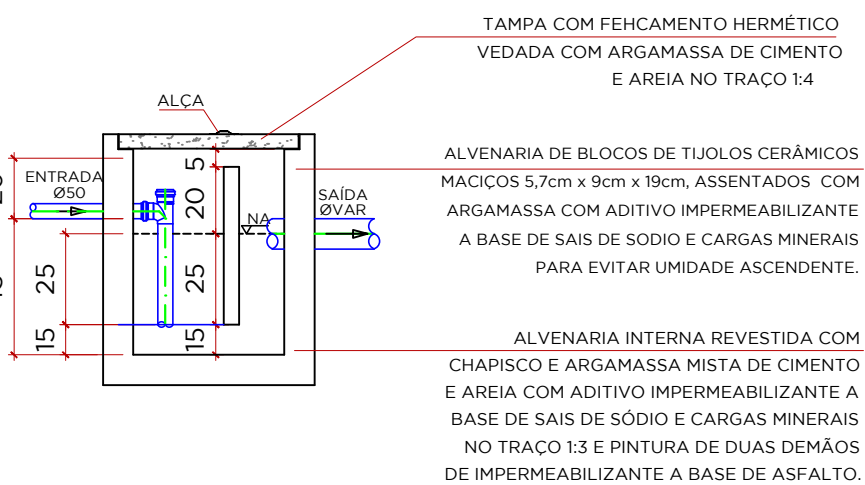 TAMPA COM FEHCAMENTO HERMÉTICO
VEDADA COM ARGAMASSA DE CIMENTO
E AREIA NO TRAÇO 1:4
ALÇA
ALVENARIA DE BLOCOS DE TIJOLOS CERÂMICOS
MACIÇOS 5,7cm x 9cm x 19cm, ASSENTADOS COM
ARGAMASSA COM ADITIVO IMPERMEABILIZANTE
A BASE DE SAIS DE SODIO E CARGAS MINERAIS
PARA EVITAR UMIDADE ASCENDENTE.
ENTRADA
Ø50
5
20
NA
SAÍDA
ØVAR
25
25
15
15
ALVENARIA INTERNA REVESTIDA COM
CHAPISCO E ARGAMASSA MISTA DE CIMENTO
E AREIA COM ADITIVO IMPERMEABILIZANTE A
BASE DE SAIS DE SÓDIO E CARGAS MINERAIS
NO TRAÇO 1:3 E PINTURA DE DUAS DEMÃOS
DE IMPERMEABILIZANTE A BASE DE ASFALTO.